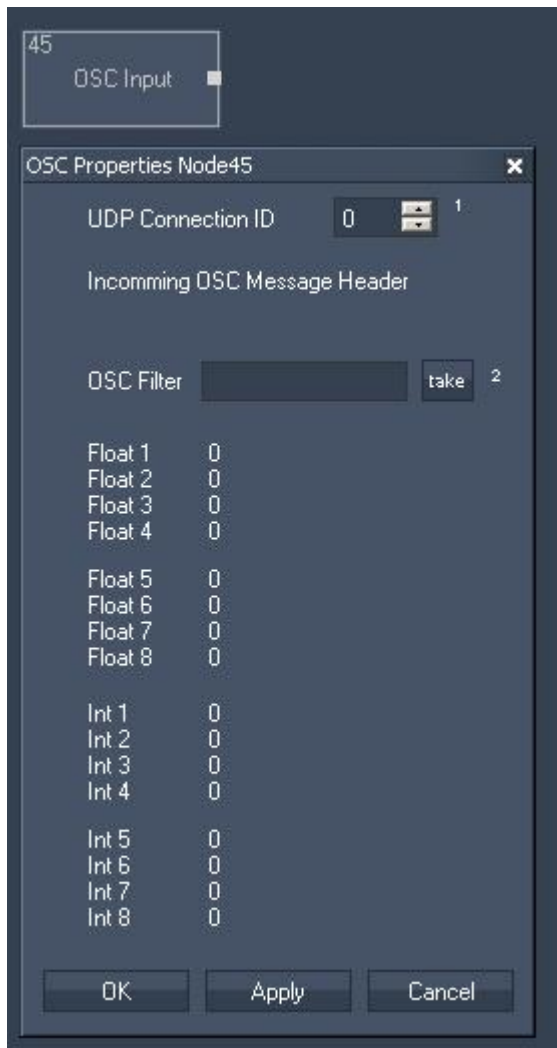 45
OSC Input
OSC Properties Node45
UDP Connection ID 0 1
Incomming OSC Message Header
OSC Filter take 2
Float 1 0
Float 2 0
Float 3 0
Float 4 0
Float 5 0
Float 6 0
Float 7 0
Float 8 0
Int 1 0
Int 2 0
Int 3 0
Int 4 0
Int 5 0
Int 6 0
Int 7 0
Int 8 0
OK Apply Cancel